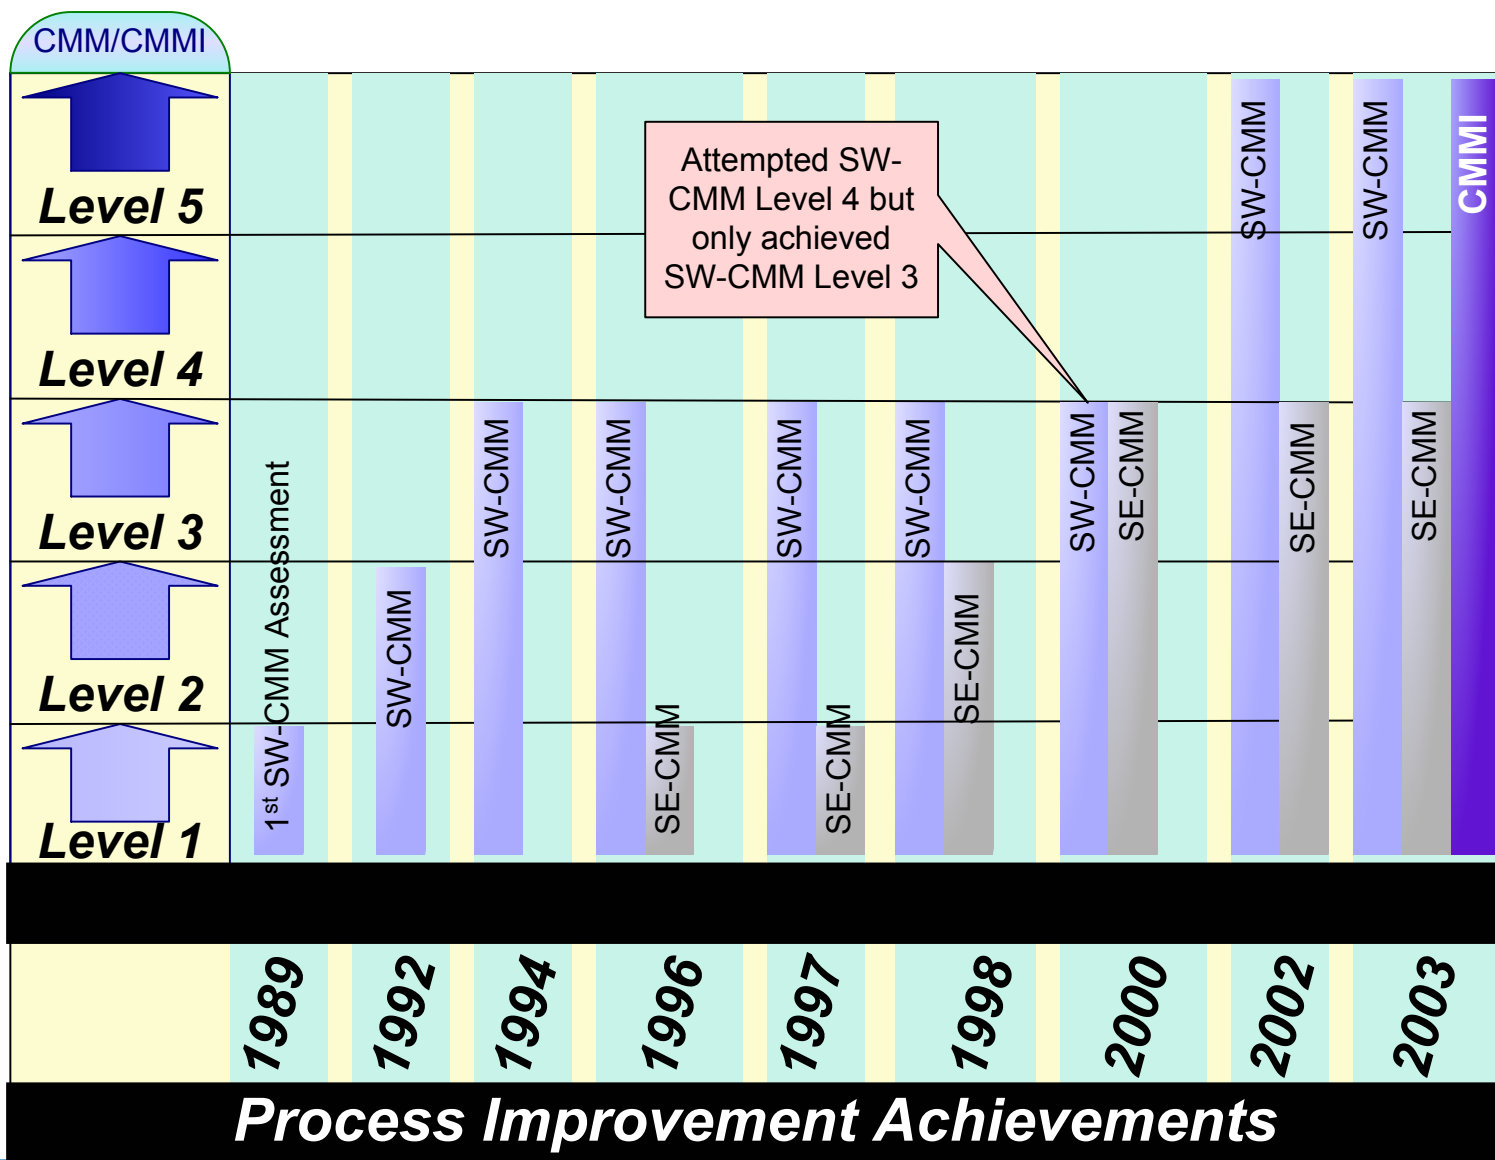 CMM/CMMI
Level 5
Level 4
Level 3
Level 2
Level 1
Attempted SW-
CMM Level 4 but
only achieved
SW-CMM Level 3
1st SW-CMM Assessment
SW-CMM
SW-CMM
SW-CMM
SE-CMM
SW-CMM
SE-CMM
SW-CMM
SE-CMM
SW-CMM
SE-CMM
SW-CMM
SE-CMM
SW-CMM
SE-CMM
CMMI
1989
1992
1994
1996
1997
1998
2000
2002
2003
Process Improvement Achievements